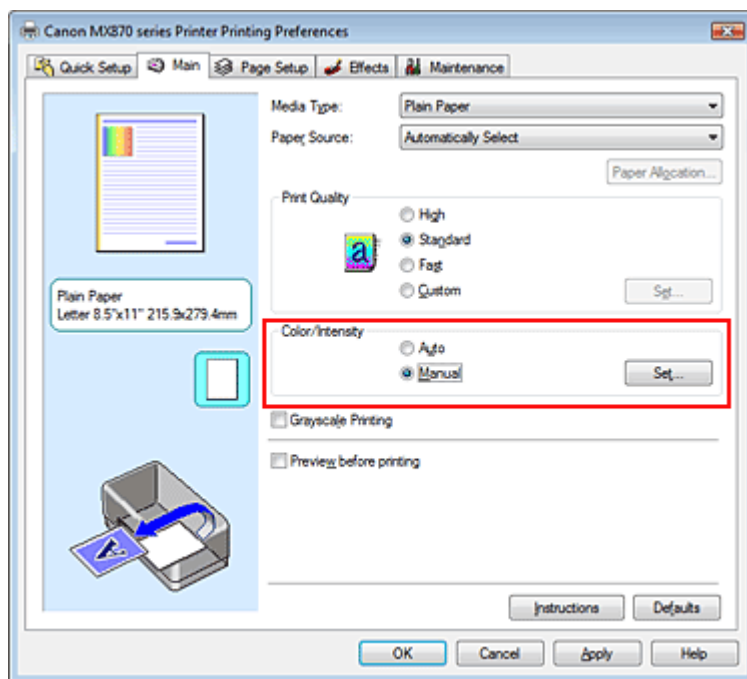 Canon MX870 series Printer Printing Preferences
Quick Setup Main Page Setup Effects Maintenance
Media Type: Plain Paper
Paper Source: Automatically Select
Paper Allocation...
Print Quality
High
a Standard
Fast
Custom Set...
Plain Paper
Letter 8.5"x11" 215.9x279.4mm
Color/Intensity
Auto
Manual Set...
Grayscale Printing
Preview before printing
A
Instructions Defaults
OK Cancel Apply Help